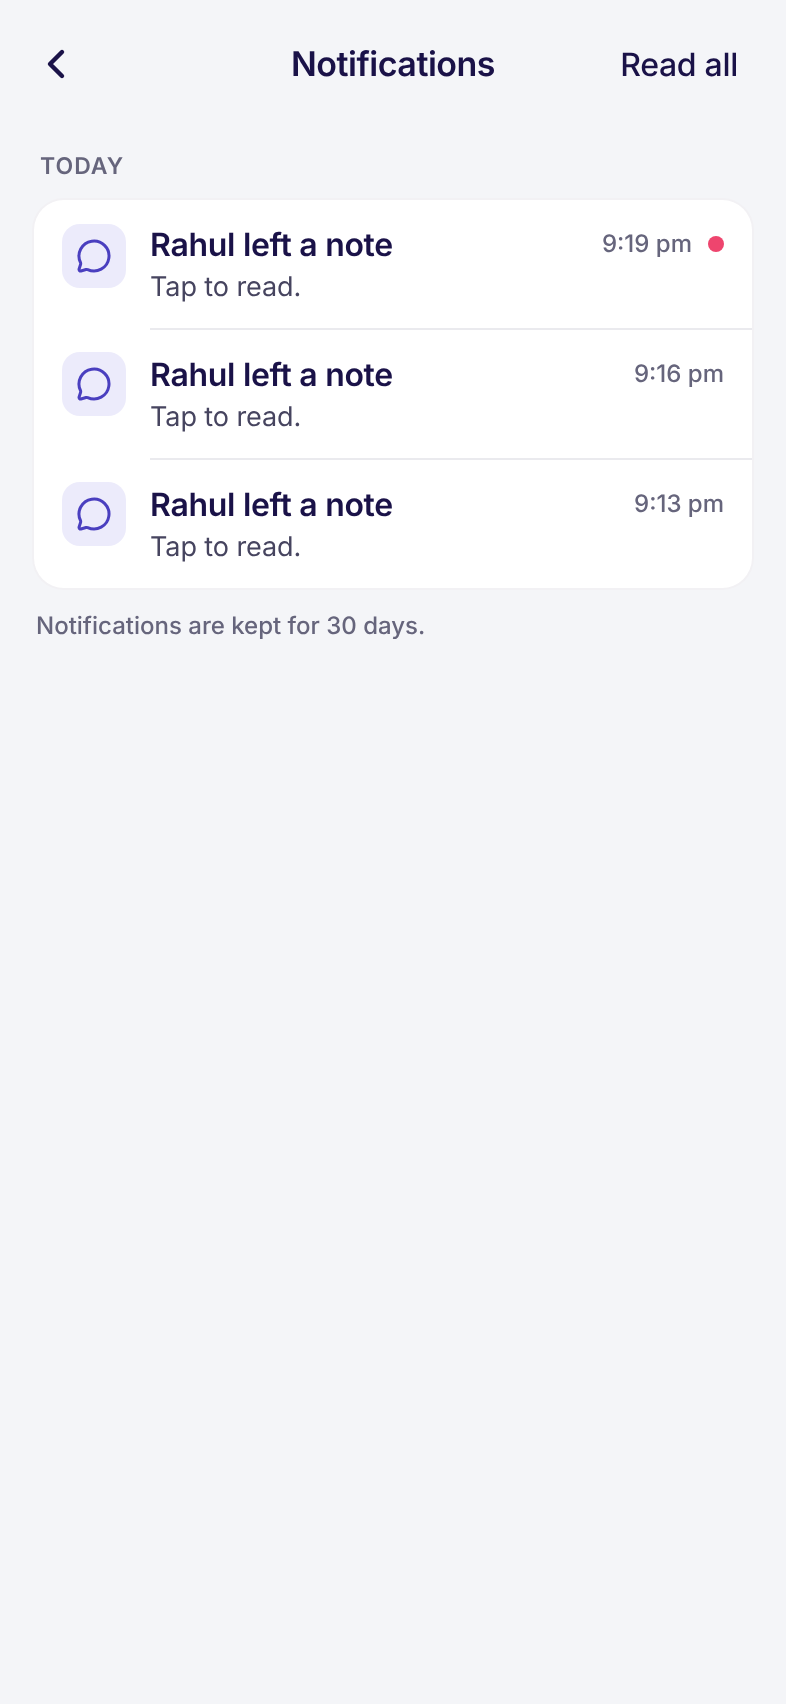 Notifications
Read all
TODAY
Rahul left a note
9:19 pm
Tap to read.
Rahul left a note
9:16 pm
Tap to read.
Rahul left a note
9:13 pm
Tap to read.
Notifications are kept for 30 days.